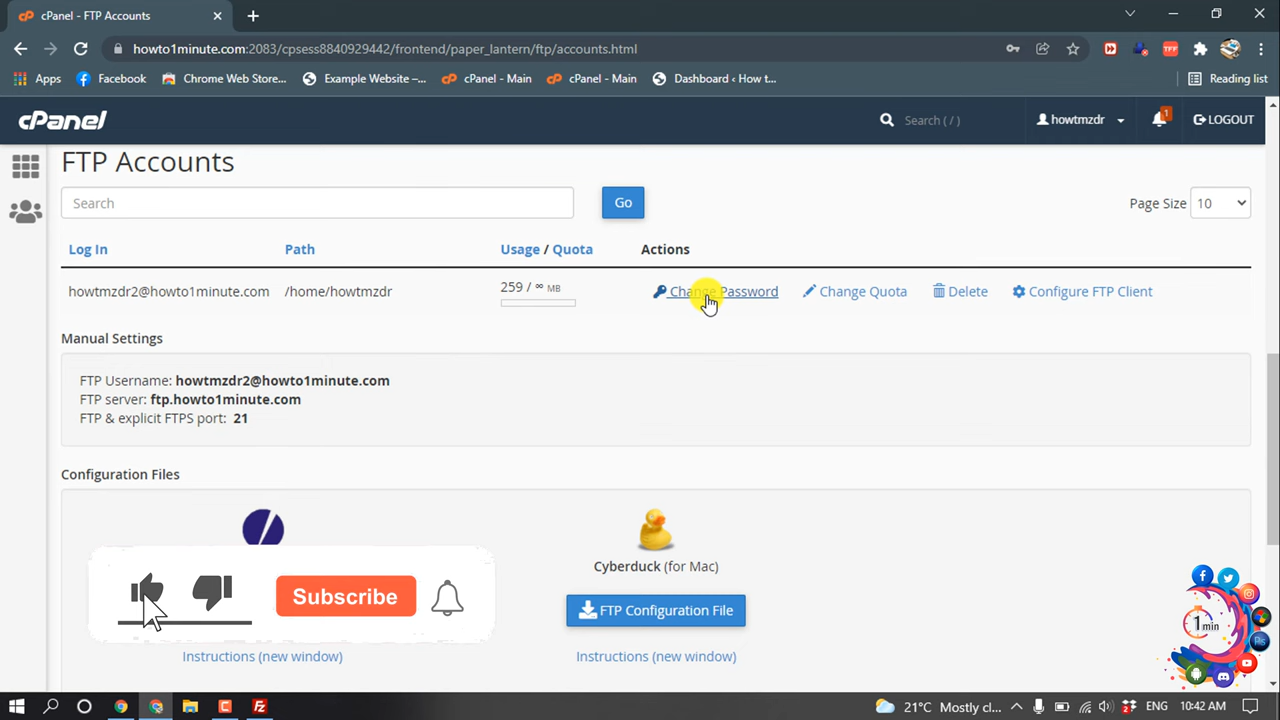 cPanel - FTP Accounts
howto1minute.com:2083/cpsess8840929442/frontend/paper_lantern/ftp/accounts.html
TFP
Apps Facebook Chrome Web Store... Example Website –... cPanel - Main cPanel - Main Dashboard ‹ How t... Reading list
cPanel Search ( / ) howtmzdr 1 LOGOUT
FTP Accounts
Search Go Page Size 10
Log In Path Usage / Quota Actions
howtmzdr2@howto1minute.com /home/howtmzdr 259 / ∞ MB Change Password Change Quota Delete Configure FTP Client
Manual Settings
FTP Username: howtmzdr2@howto1minute.com
FTP server: ftp.howto1minute.com
FTP & explicit FTPS port: 21
Configuration Files
Cyberduck (for Mac)
Subscribe
FTP Configuration File
1 min
Ps
Instructions (new window) Instructions (new window)
21°C Mostly cl... ENG 10:42 AM